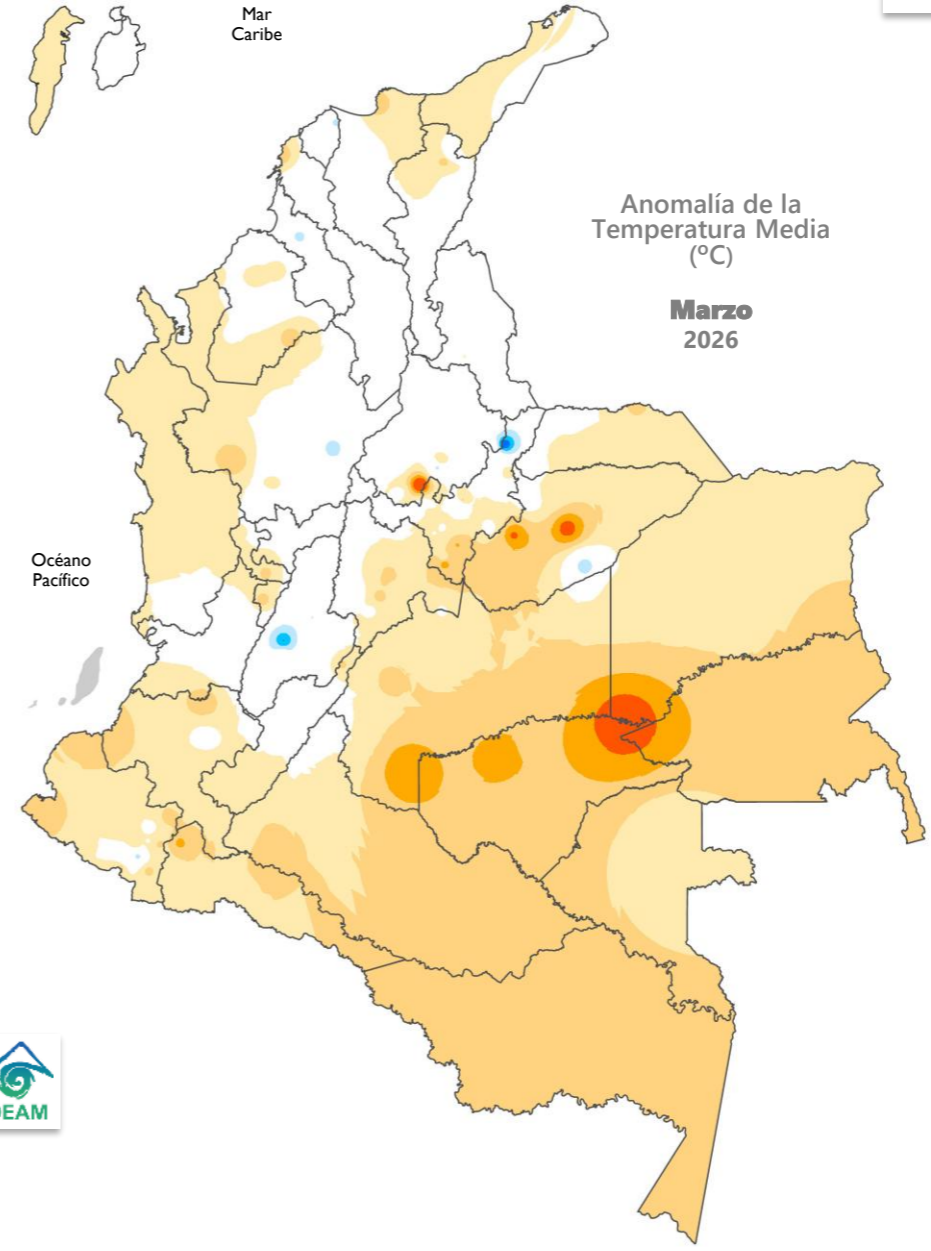 Mar
Caribe
Anomalía de la
Temperatura Media
(ºC)
Marzo
2026
Océano
Pacífico
DEAM